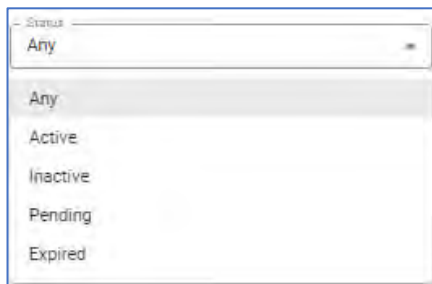 Status
Any
Any
Active
Inactive
Pending
Expired